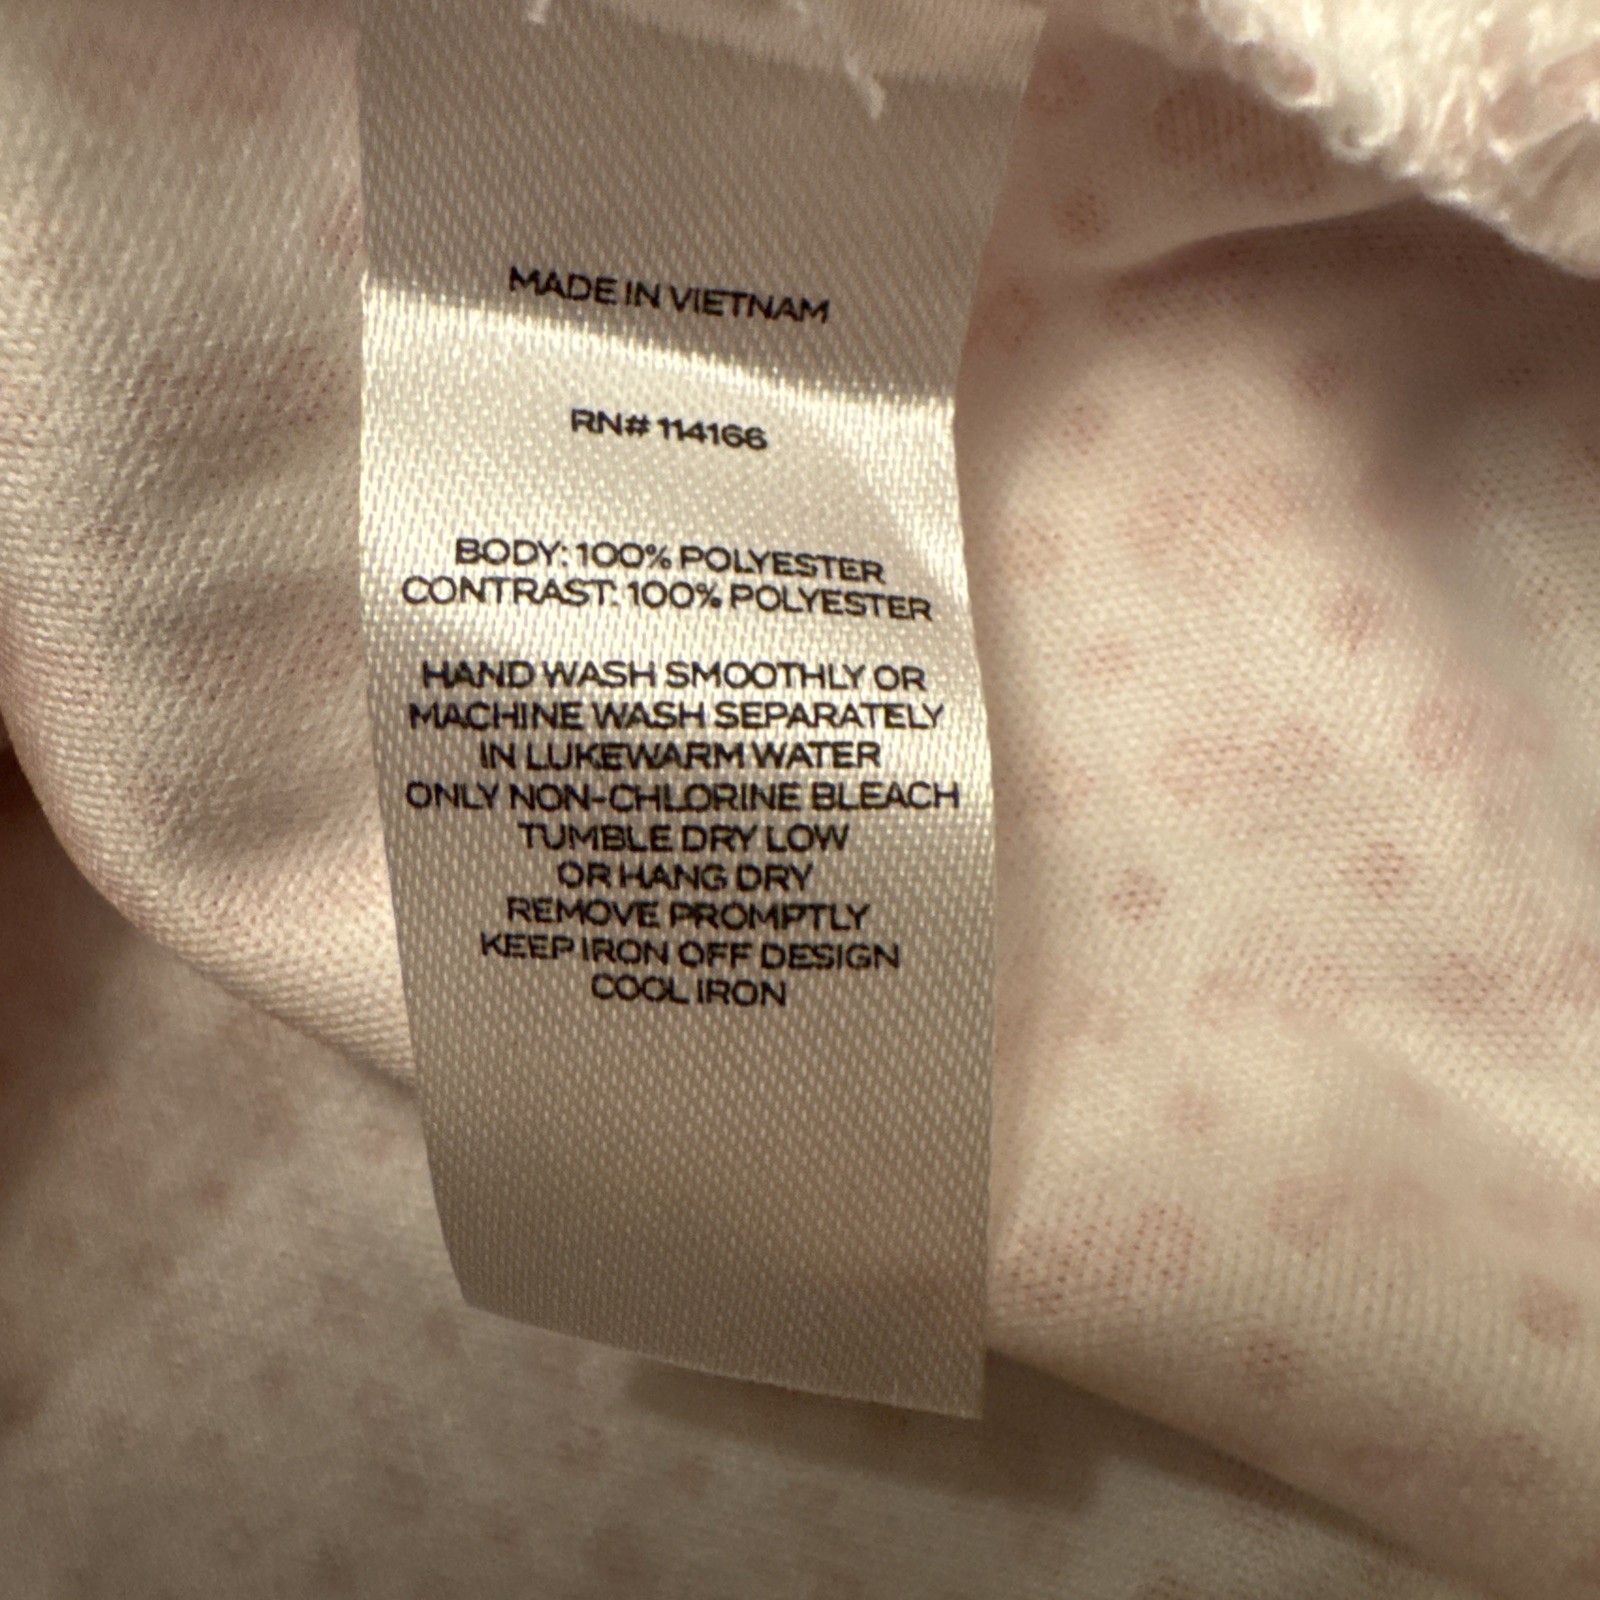 MADE IN VIETNAM
RN# 114166
BODY: 100% POLYESTER
CONTRAST: 100% POLYESTER
HAND WASH SMOOTHLY OR
MACHINE WASH SEPARATELY
IN LUKEWARM WATER
ONLY NON-CHLORINE BLEACH
TUMBLE DRY LOW
OR HANG DRY
REMOVE PROMPTLY
KEEP IRON OFF DESIGN
COOL IRON